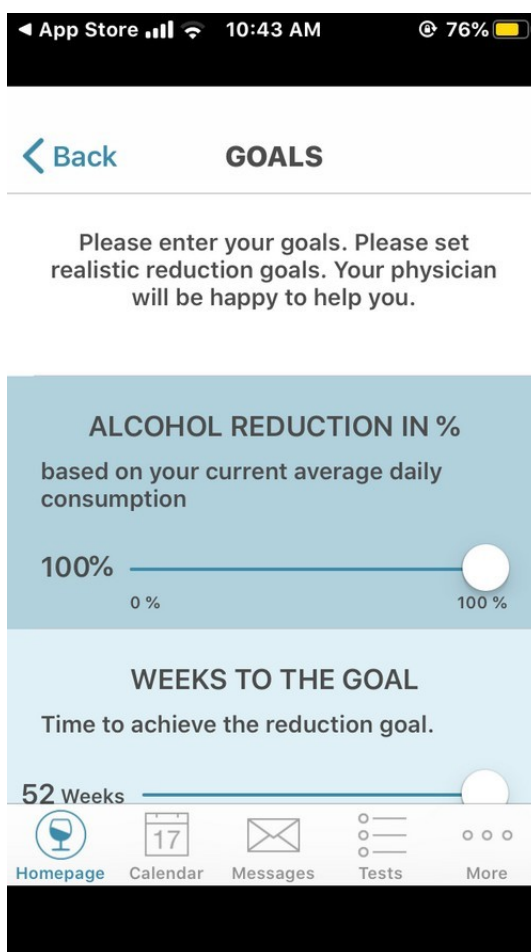 ◀ App Store 10:43 AM 76%
Back GOALS
Please enter your goals. Please set
realistic reduction goals. Your physician
will be happy to help you.
ALCOHOL REDUCTION IN %
based on your current average daily
consumption
100%
0 % 100 %
WEEKS TO THE GOAL
Time to achieve the reduction goal.
52 Weeks
17
Homepage Calendar Messages Tests More